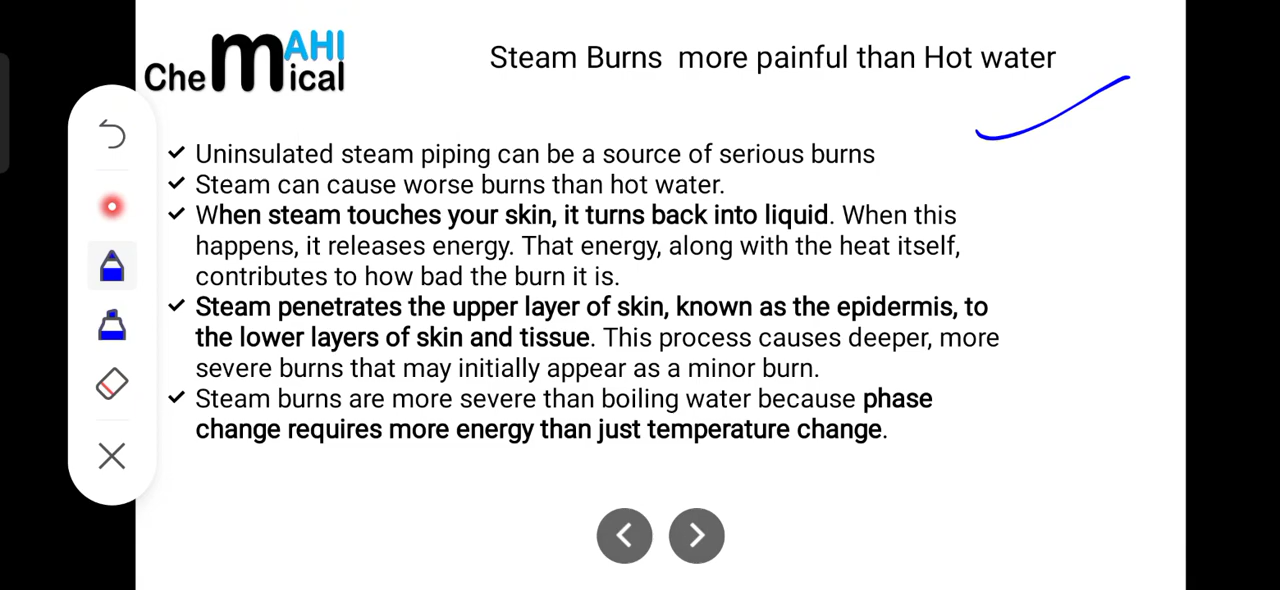 CheMAHIical
Steam Burns more painful than Hot water
Uninsulated steam piping can be a source of serious burns
Steam can cause worse burns than hot water.
When steam touches your skin, it turns back into liquid. When this
happens, it releases energy. That energy, along with the heat itself,
contributes to how bad the burn it is.
Steam penetrates the upper layer of skin, known as the epidermis, to
the lower layers of skin and tissue. This process causes deeper, more
severe burns that may initially appear as a minor burn.
Steam burns are more severe than boiling water because phase
change requires more energy than just temperature change.